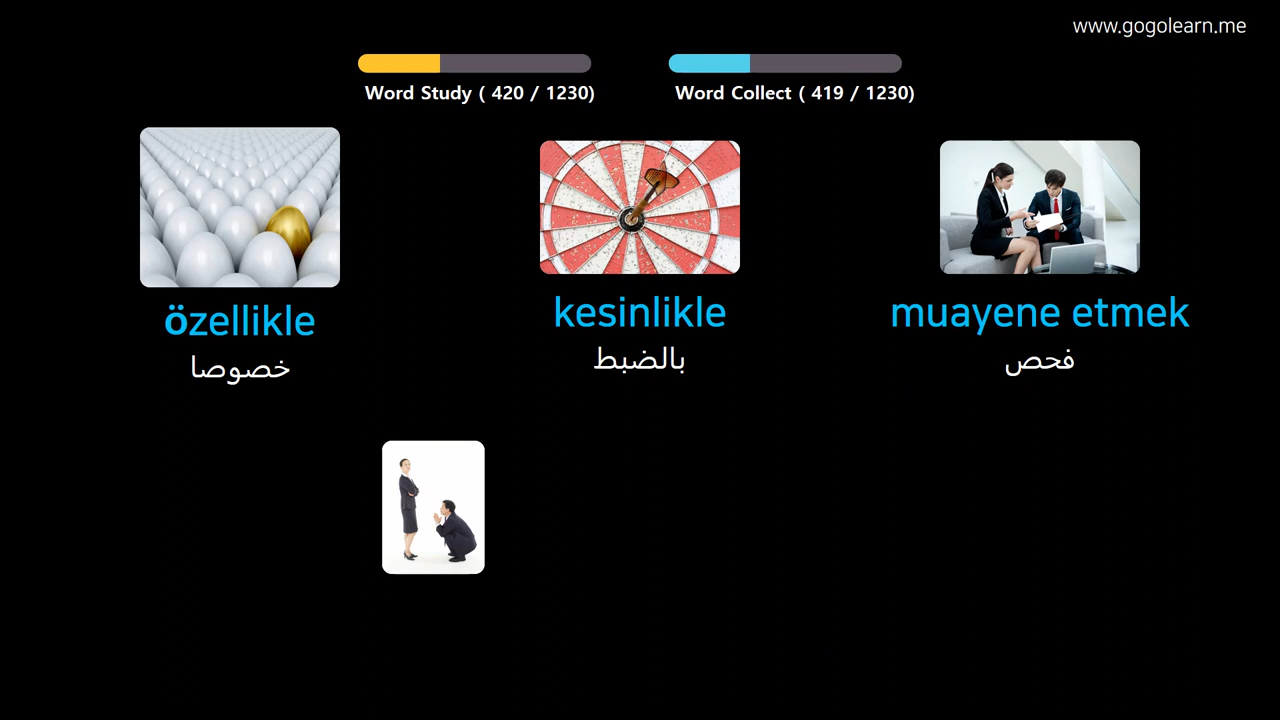 www.gogolearn.me
Word Study ( 420 / 1230)
Word Collect ( 419 / 1230)
özellikle
خصوصا
kesinlikle
بالضبط
muayene etmek
فحص